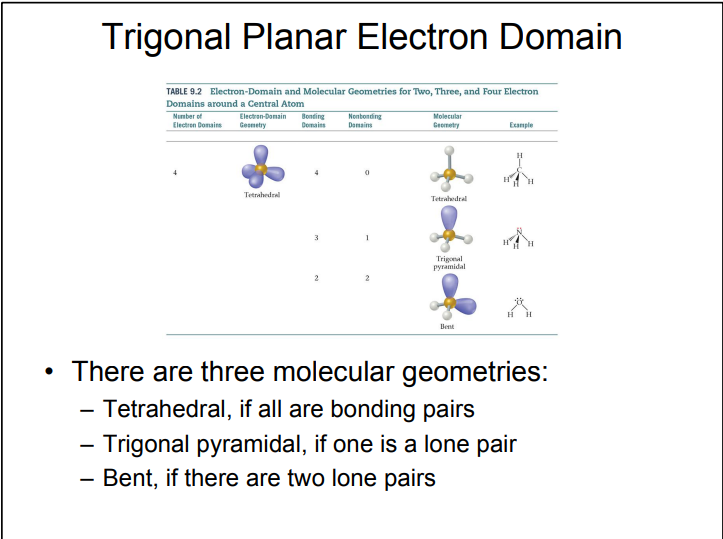 Trigonal Planar Electron Domain
TABLE 9.2 Electron-Domain and Molecular Geometries for Two, Three, and Four Electron
Domains around a Central Atom
Number of Electron Domains Electron-Domain Geometry Bonding Domains Nonbonding Domains Molecular Geometry Example
4 Tetrahedral 4 0 Tetrahedral
H
C
H H H
3 1 Trigonal pyramidal
N
H H H
2 2 Bent
O
H H
• There are three molecular geometries:
– Tetrahedral, if all are bonding pairs
– Trigonal pyramidal, if one is a lone pair
– Bent, if there are two lone pairs